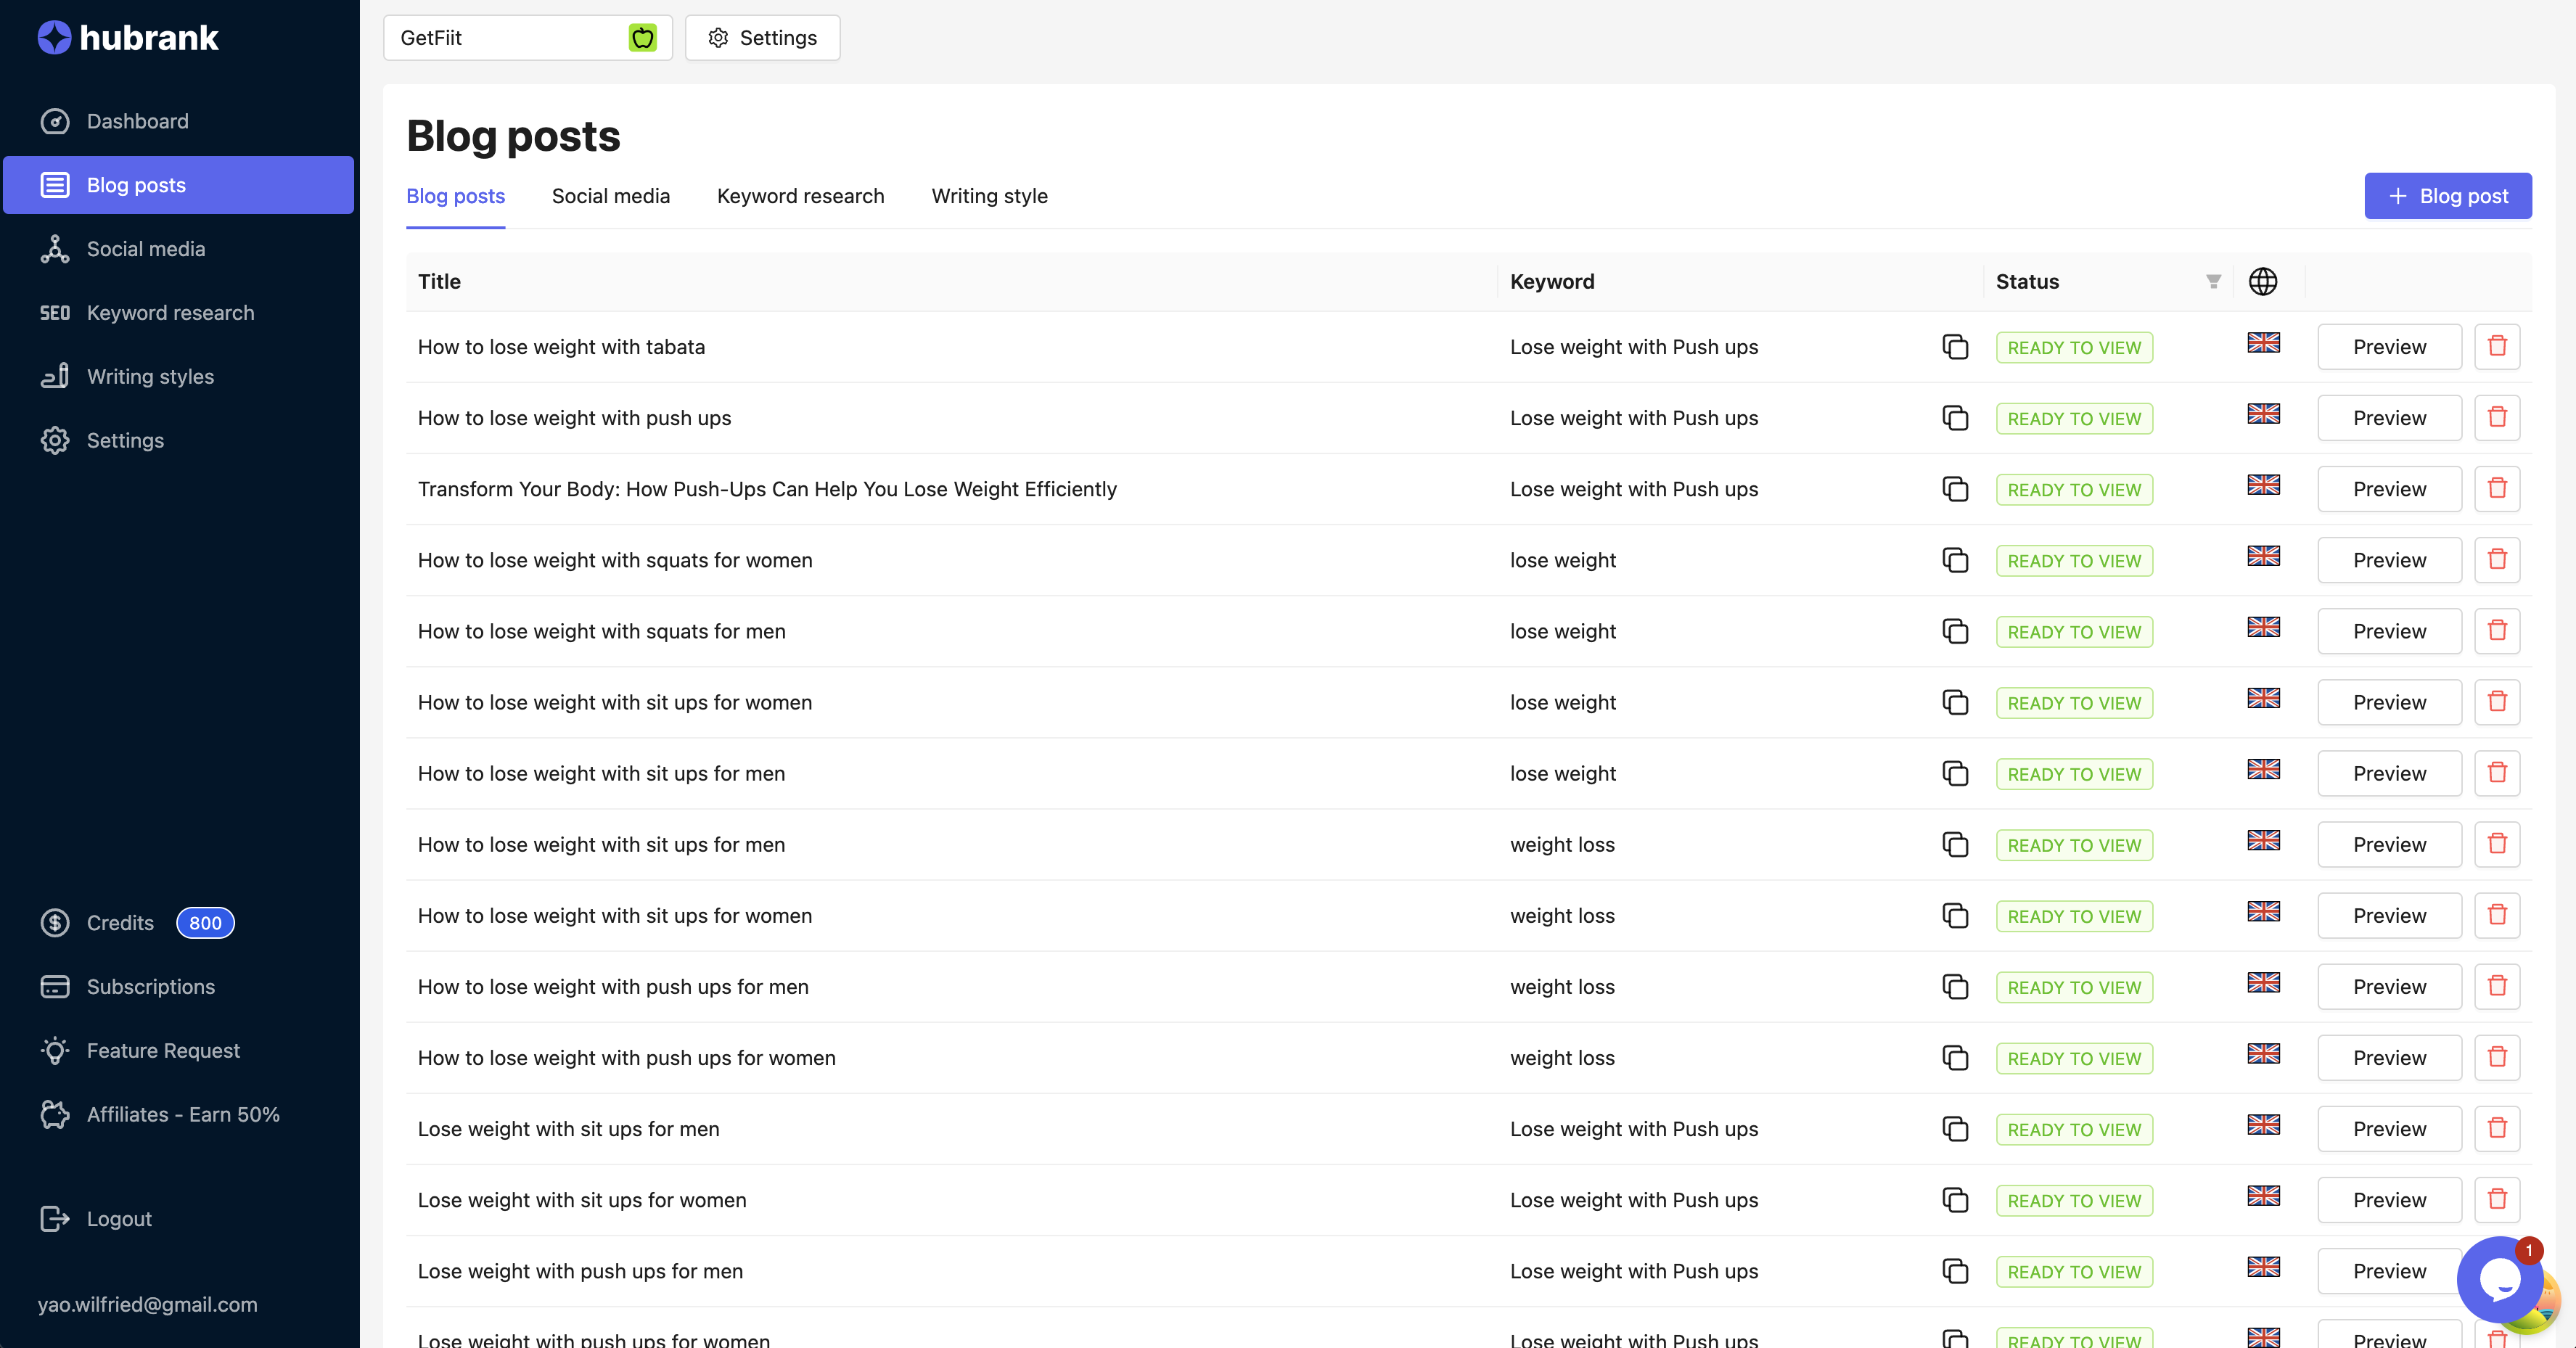 hubrank
GetFiit
Settings
Dashboard
Blog posts
Social media
SEO Keyword research
Writing styles
Settings
Credits 800
Subscriptions
Feature Request
Affiliates - Earn 50%
Logout
yao.wilfried@gmail.com
Blog posts
Blog posts Social media Keyword research Writing style
+ Blog post
Title Keyword Status
How to lose weight with tabata Lose weight with Push ups READY TO VIEW Preview
How to lose weight with push ups Lose weight with Push ups READY TO VIEW Preview
Transform Your Body: How Push-Ups Can Help You Lose Weight Efficiently Lose weight with Push ups READY TO VIEW Preview
How to lose weight with squats for women lose weight READY TO VIEW Preview
How to lose weight with squats for men lose weight READY TO VIEW Preview
How to lose weight with sit ups for women lose weight READY TO VIEW Preview
How to lose weight with sit ups for men lose weight READY TO VIEW Preview
How to lose weight with sit ups for men weight loss READY TO VIEW Preview
How to lose weight with sit ups for women weight loss READY TO VIEW Preview
How to lose weight with push ups for men weight loss READY TO VIEW Preview
How to lose weight with push ups for women weight loss READY TO VIEW Preview
Lose weight with sit ups for men Lose weight with Push ups READY TO VIEW Preview
Lose weight with sit ups for women Lose weight with Push ups READY TO VIEW Preview
Lose weight with push ups for men Lose weight with Push ups READY TO VIEW Preview
Lose weight with push ups for women Lose weight with Push ups READY TO VIEW Preview
1